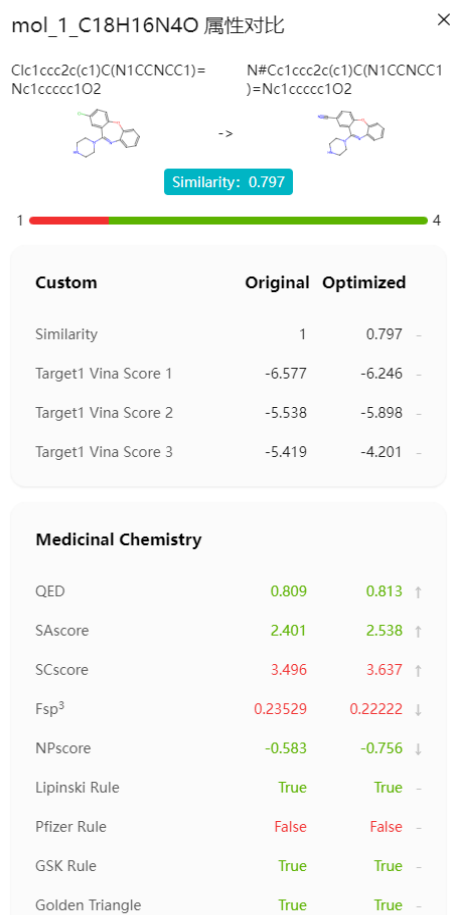 mol_1_C18H16N4O 属性对比
Clc1ccc2c(c1)C(N1CCNCC1)= N#Cc1ccc2c(c1)C(N1CCNCC1
Nc1ccccc1O2 )=Nc1ccccc1O2
->
Similarity: 0.797
1 4
Custom Original Optimized
Similarity 1 0.797 -
Target1 Vina Score 1 -6.577 -6.246 -
Target1 Vina Score 2 -5.538 -5.898 -
Target1 Vina Score 3 -5.419 -4.201 -
Medicinal Chemistry
QED 0.809 0.813 ↑
SAscore 2.401 2.538 ↑
SCscore 3.496 3.637 ↑
Fsp³ 0.23529 0.22222 ↓
NPscore -0.583 -0.756 ↓
Lipinski Rule True True -
Pfizer Rule False False -
GSK Rule True True -
Golden Triangle True True -